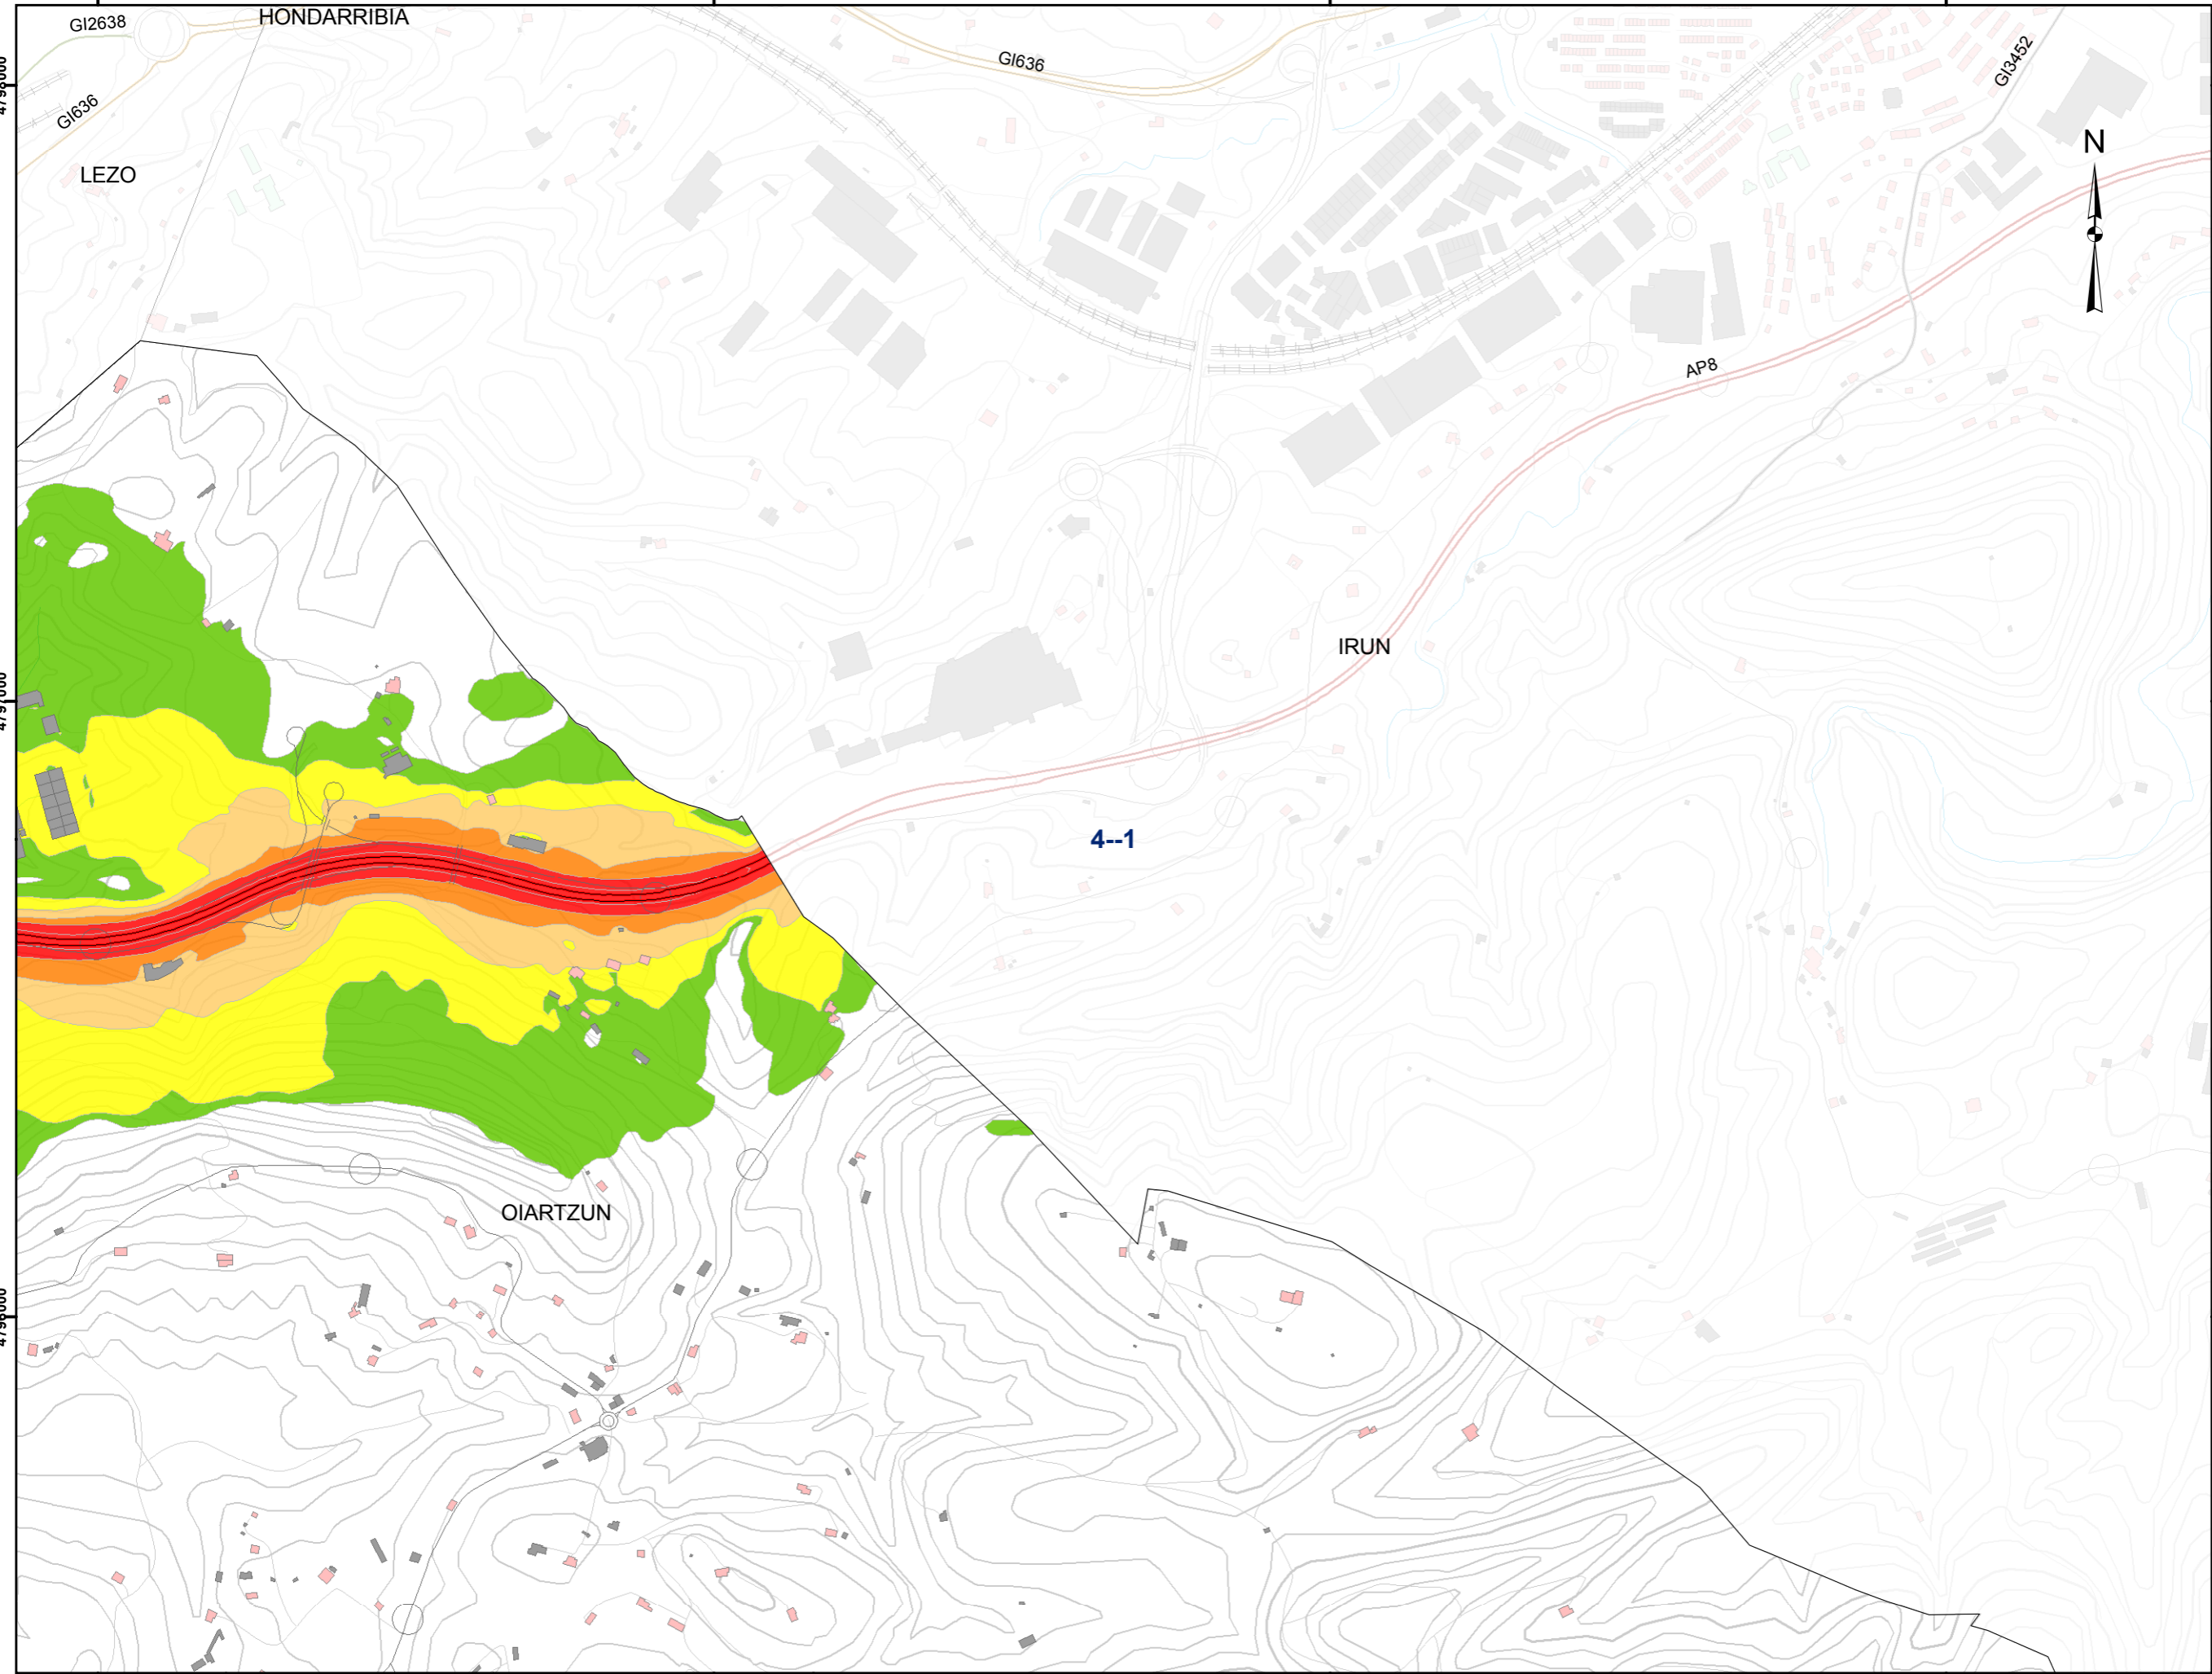 HONDARRIBIA
GI2638
GI636
GI636
GI3452
LEZO
N
AP8
IRUN
4--1
OIARTZUN